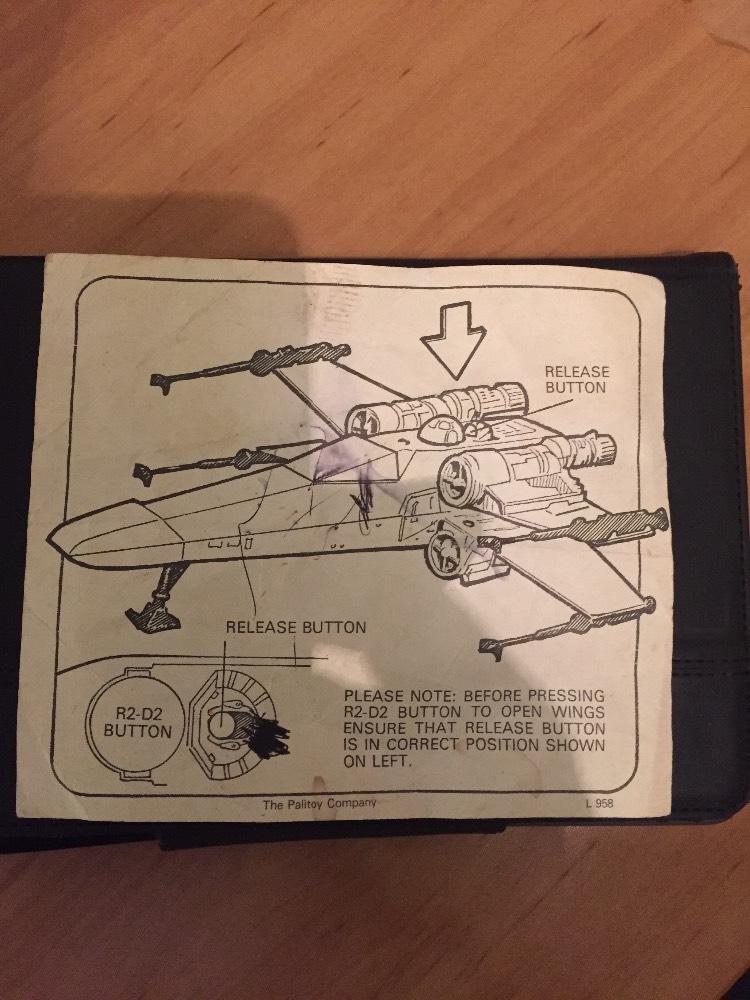 RELEASE
BUTTON
RELEASE BUTTON
R2-D2
BUTTON
PLEASE NOTE: BEFORE PRESSING
R2-D2 BUTTON TO OPEN WINGS
ENSURE THAT RELEASE BUTTON
IS IN CORRECT POSITION SHOWN
ON LEFT.
The Palitoy Company
L 958